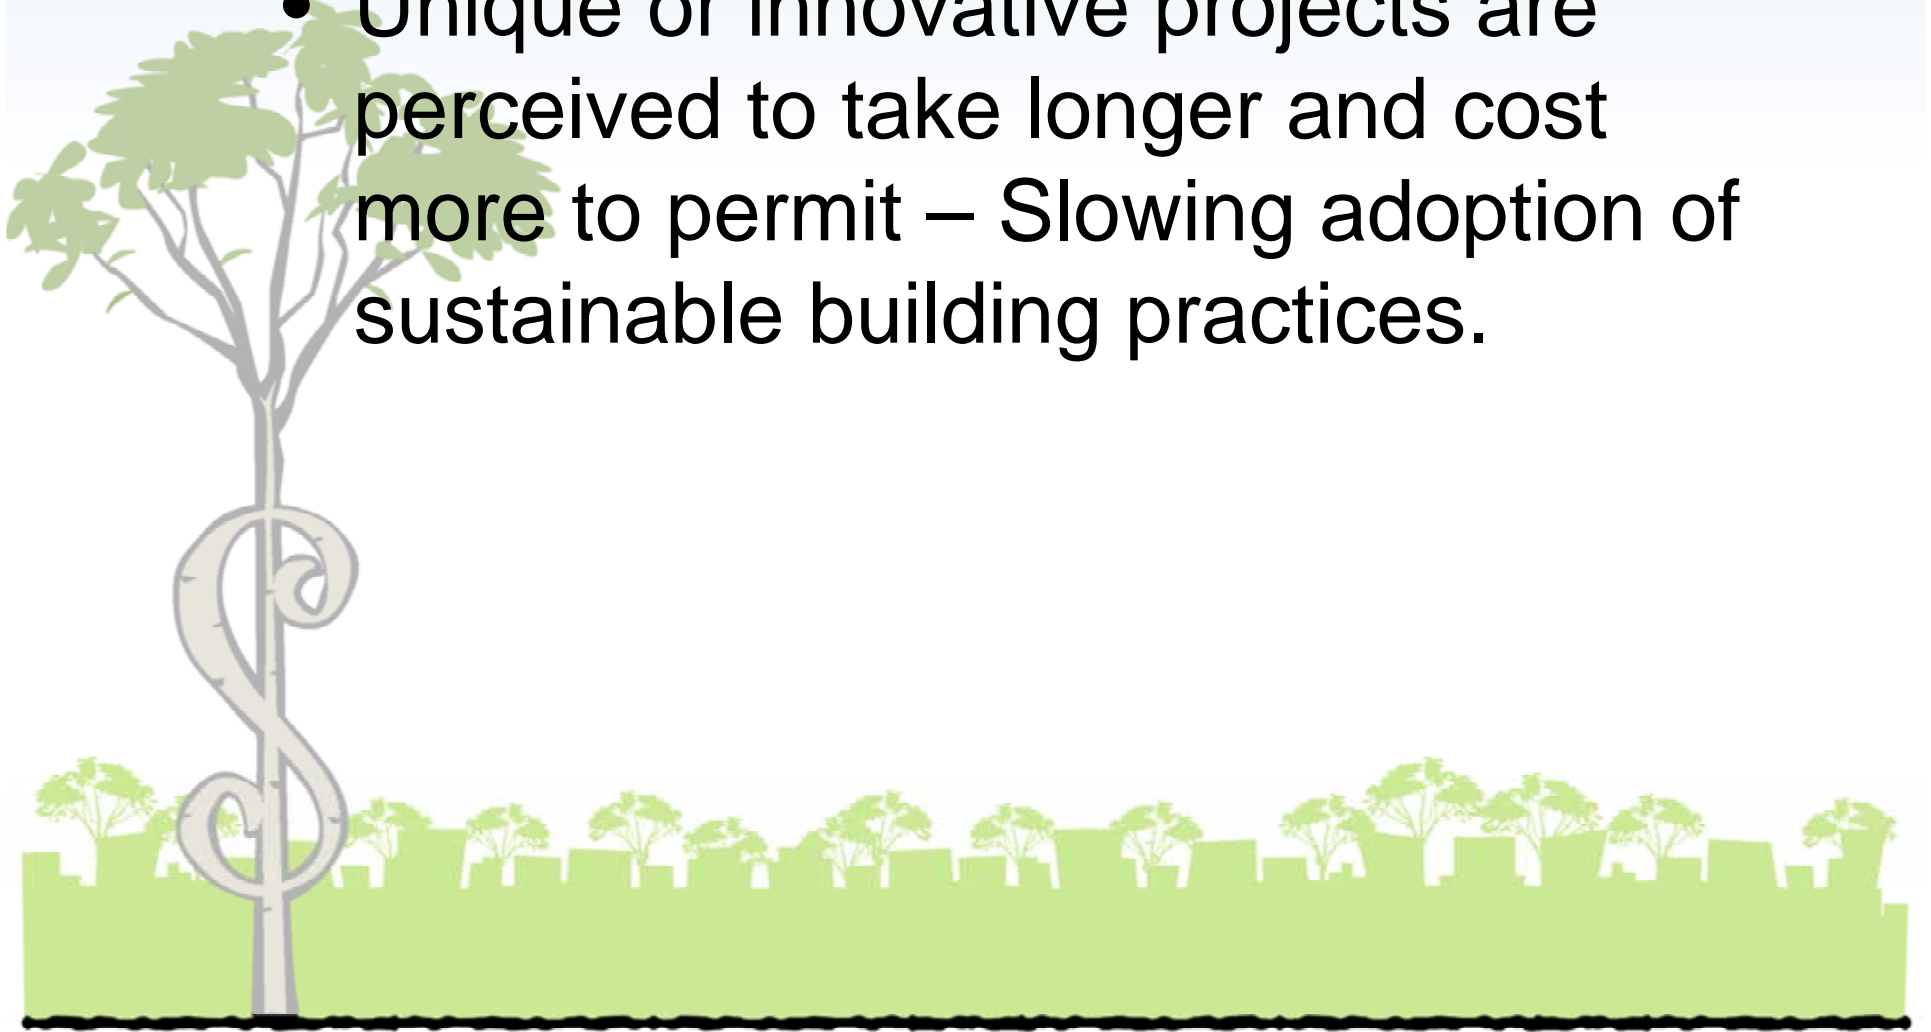 • Unique or innovative projects are
perceived to take longer and cost
more to permit – Slowing adoption of
sustainable building practices.